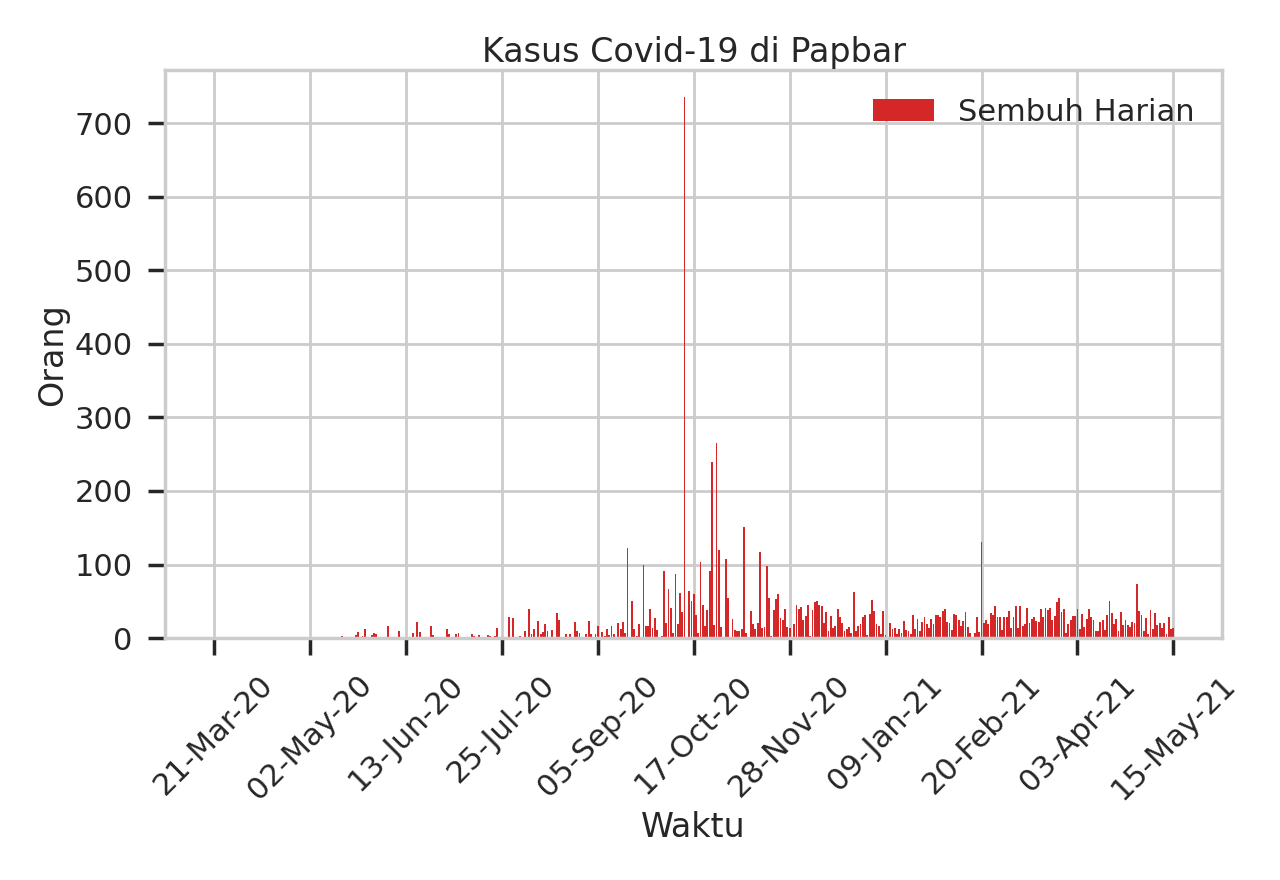 Kasus Covid-19 di Papbar
Sembuh Harian
Orang
700
600
500
400
300
200
100
0
21-Mar-20
02-May-20
13-Jun-20
25-Jul-20
05-Sep-20
17-Oct-20
28-Nov-20
09-Jan-21
20-Feb-21
03-Apr-21
15-May-21
Waktu